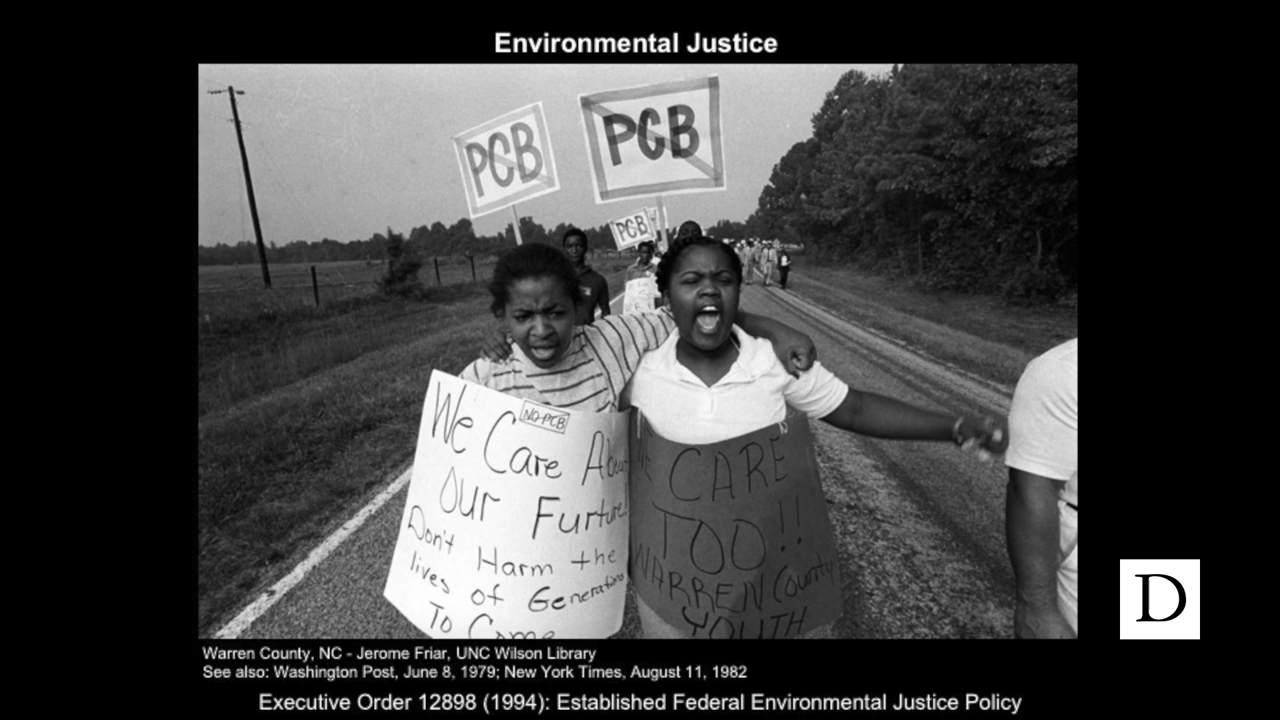 Environmental Justice
PCB
PCB
PCB
NO-PCB
We Care About
Our Furture!
Don't Harm the
lives of Generations
To Come
WE CARE
TOO!!
WARREN County
YOUTH
D
Warren County, NC - Jerome Friar, UNC Wilson Library
See also: Washington Post, June 8, 1979; New York Times, August 11, 1982
Executive Order 12898 (1994): Established Federal Environmental Justice Policy